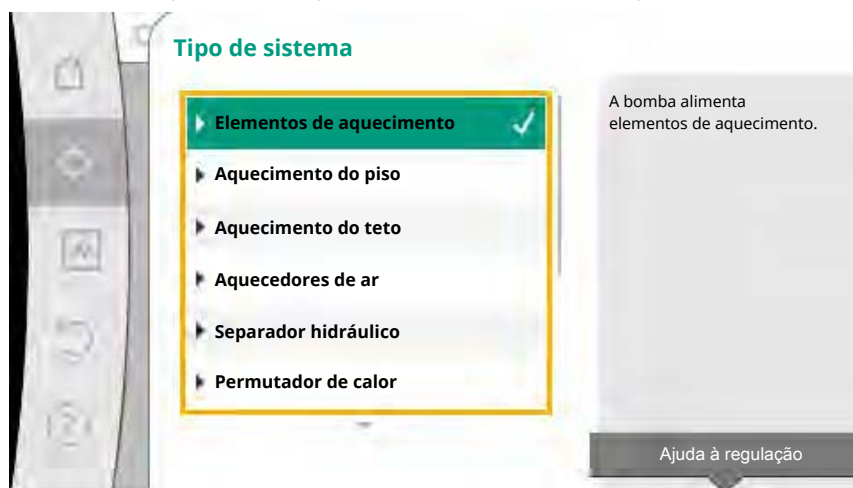 Tipo de sistema
Elementos de aquecimento
Aquecimento do piso
Aquecimento do teto
Aquecedores de ar
Separador hidráulico
Permutador de calor
A bomba alimenta
elementos de aquecimento.
Ajuda à regulação